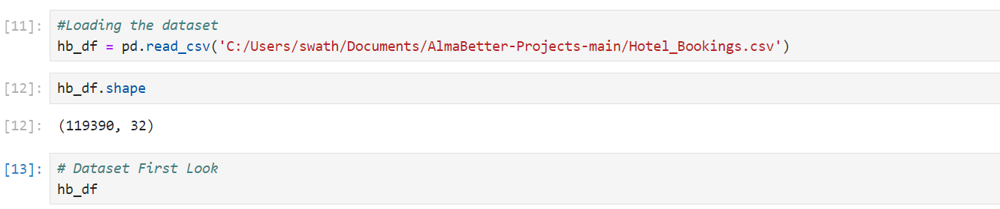 [11]: #Loading the dataset
hb_df = pd.read_csv('C:/Users/swath/Documents/AlmaBetter-Projects-main/Hotel_Bookings.csv')
[12]: hb_df.shape
[12]: (119390, 32)
[13]: # Dataset First Look
hb_df